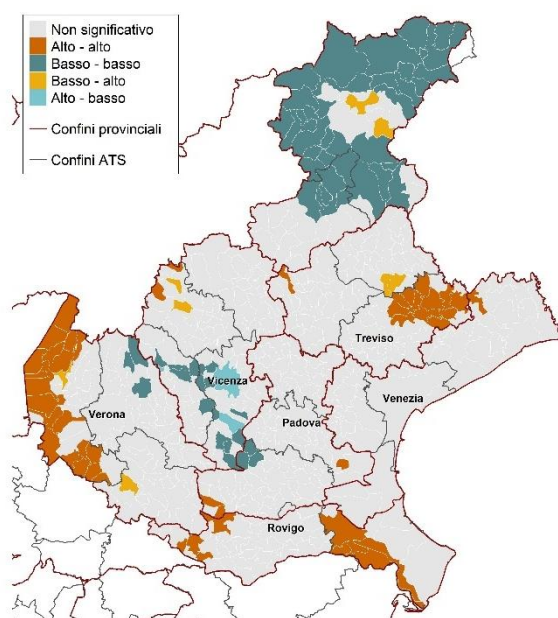 Non significativo
Alto - alto
Basso - basso
Basso - alto
Alto - basso
Confini provinciali
Confini ATS
Treviso
Vicenza
Venezia
Verona
Padova
Rovigo